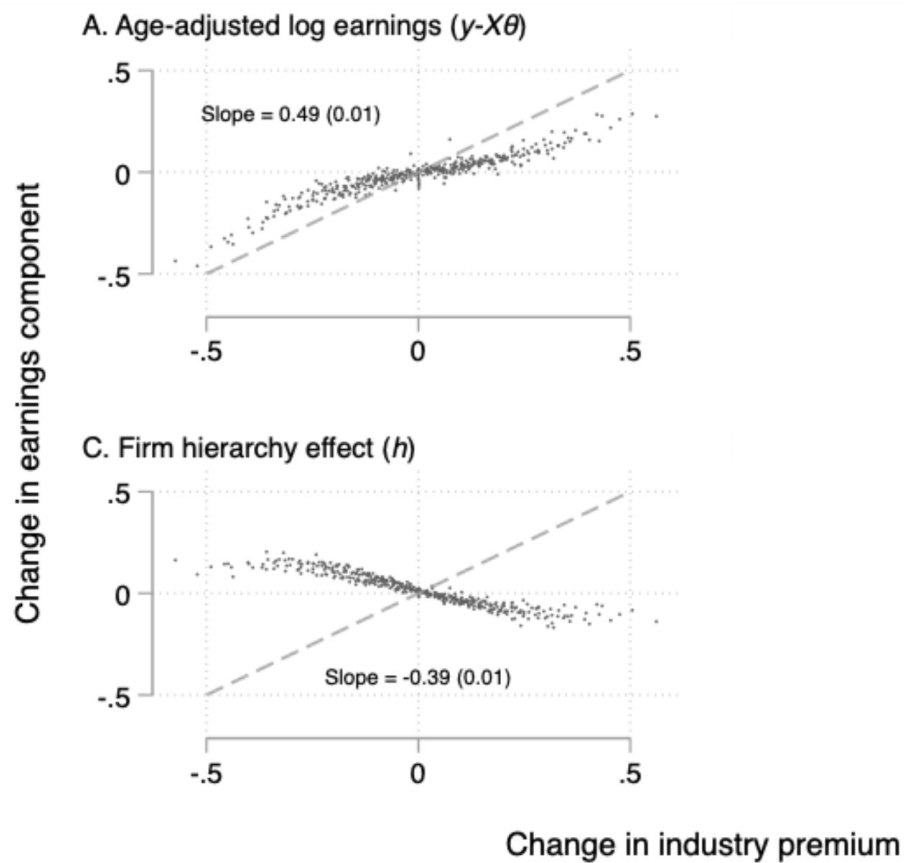 A. Age-adjusted log earnings (y-Xθ)
.5
Slope = 0.49 (0.01)
0
-.5
-.5 0 .5
Change in earnings component
C. Firm hierarchy effect (h)
.5
0
Slope = -0.39 (0.01)
-.5
-.5 0 .5
Change in industry premium